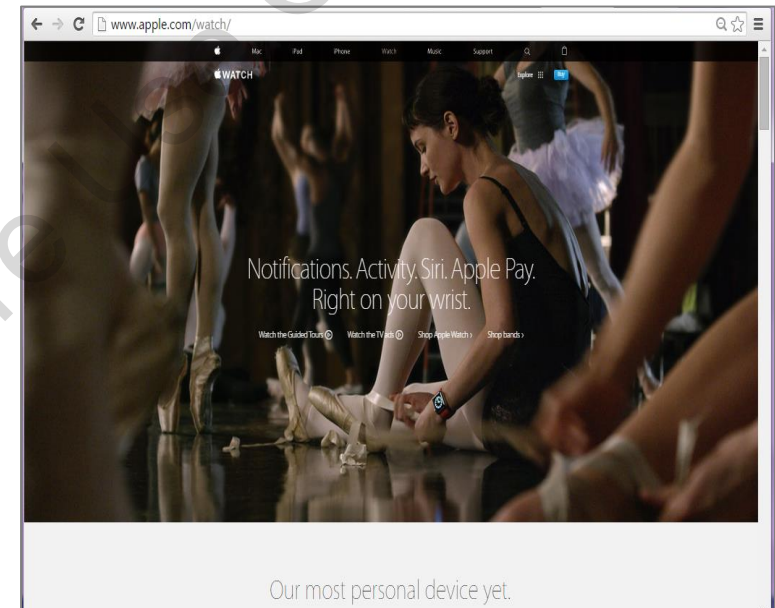 www.apple.com/watch/
Mac iPad iPhone Watch Music Support
WATCH Explore Buy
Notifications. Activity. Siri. Apple Pay.
Right on your wrist.
Watch the Guided Tours Watch the TV ads Shop Apple Watch › Shop bands ›
Our most personal device yet.